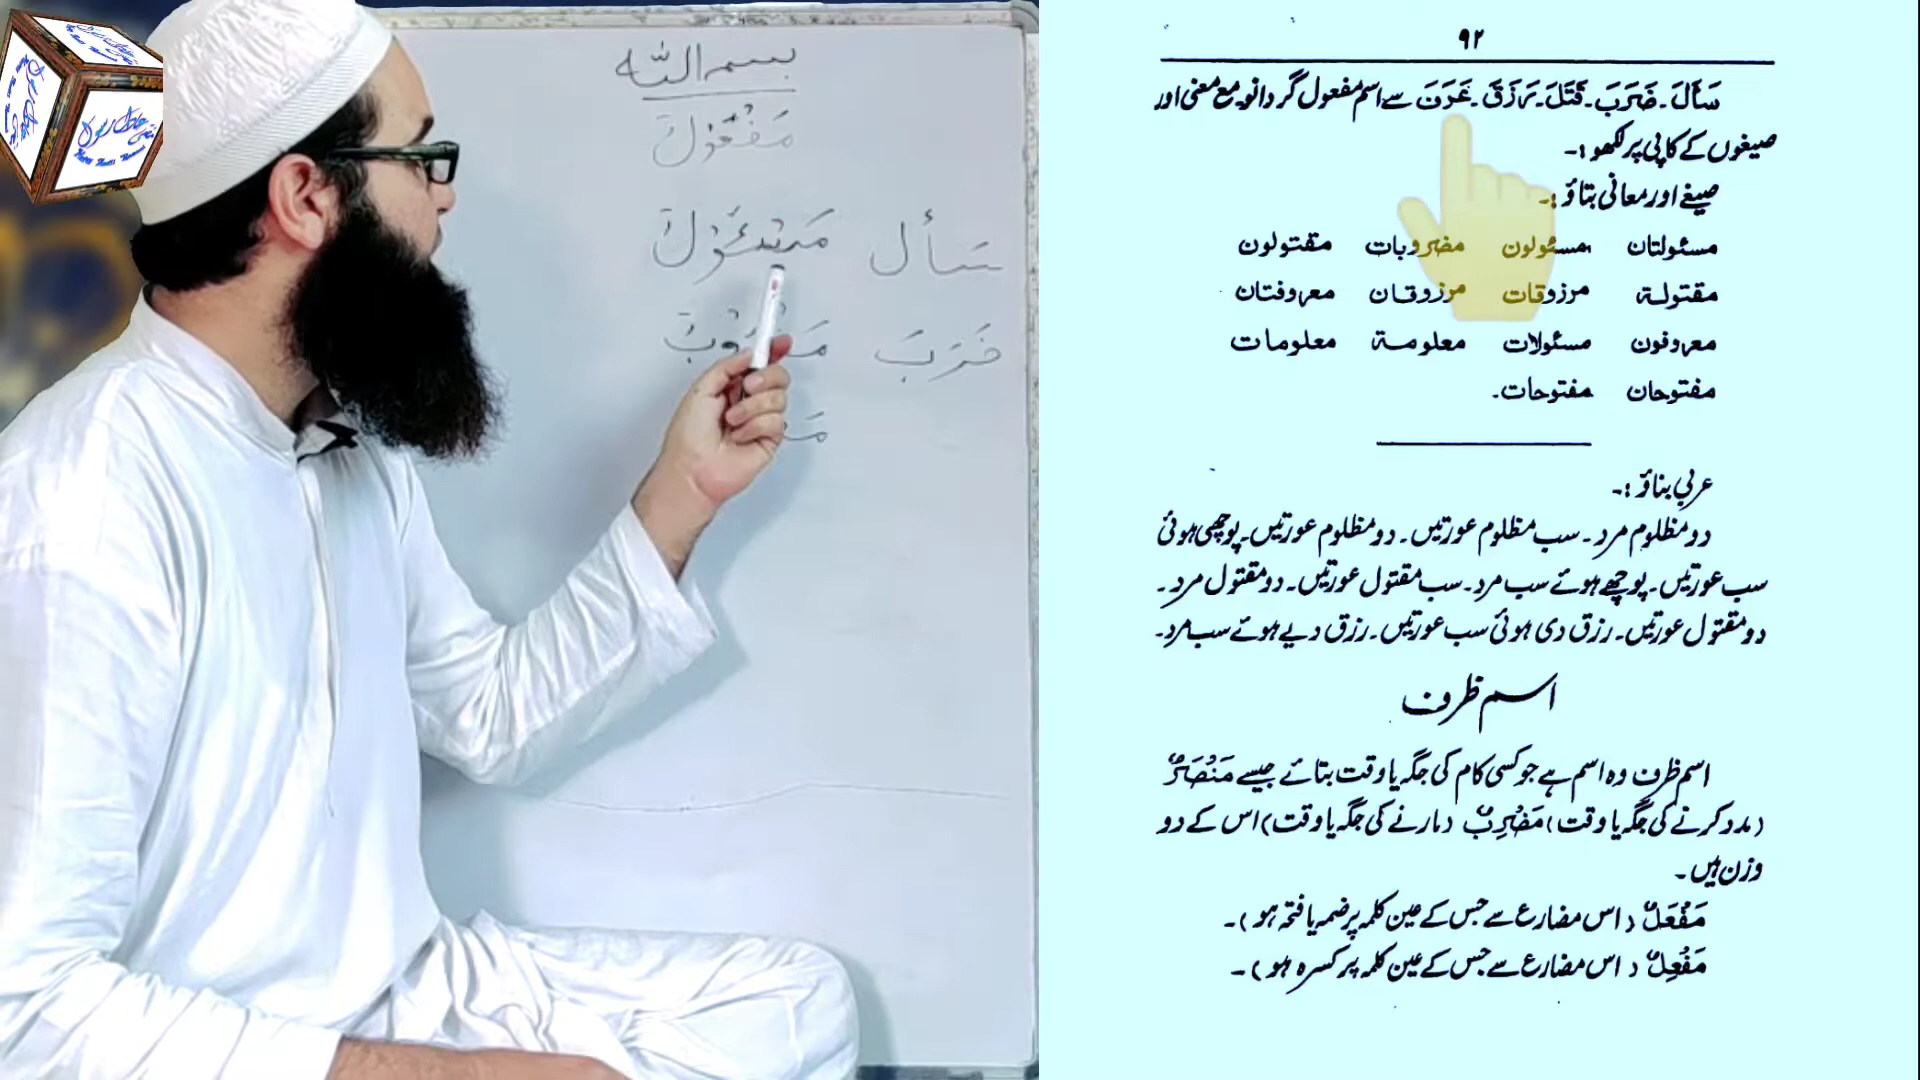 بسم اللہ
مَفْعُوْلٌ
سأل مَسْئُوْلٌ
ضَرَبَ
۹۲
سَأَلَ۔ ضَرَبَ۔ قَتَلَ۔ رَزَقَ۔ عَرَفَ سے اسم مفعول گردانو۔ مع معنی اور
صیغوں کے کاپی پر لکھو :۔
صیغے اور معانی بتاؤ :۔
مسئولتان مسئولون مضروبات مقتولون
مقتولة مرزوقات مرزوقان معروفتان
معروفون مسئولات معلومة معلومات
مفتوحان مفتوحات۔
عربی بناؤ :۔
دو مظلوم مرد۔ سب مظلوم عورتیں۔ دو مظلوم عورتیں۔ پوچھی ہوئی
سب عورتیں۔ پوچھے ہوئے سب مرد۔ سب مقتول عورتیں۔ دو مقتول مرد۔
دو مقتول عورتیں۔ رزق دی ہوئی سب عورتیں۔ رزق دیے ہوئے سب مرد۔
اسم ظرف
اسم ظرف وہ اسم ہے جو کسی کام کی جگہ یا وقت بتائے جیسے مَنْصَرٌ
(مدد کرنے کی جگہ یا وقت) مَضْرِبٌ (مارنے کی جگہ یا وقت) اس کے دو
وزن ہیں۔
مَفْعَلٌ (اس مضارع سے جس کے عین کلمہ پر ضمہ یا فتحہ ہو)۔
مَفْعِلٌ (اس مضارع سے جس کے عین کلمہ پر کسرہ ہو)۔